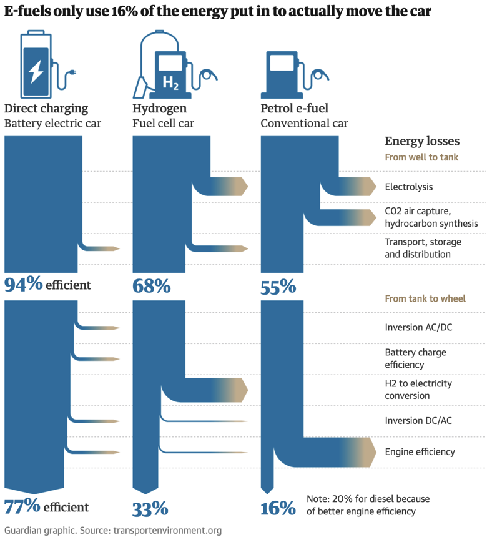 E-fuels only use 16% of the energy put in to actually move the car
H2
Direct charging
Battery electric car
Hydrogen
Fuel cell car
Petrol e-fuel
Conventional car
Energy losses
From well to tank
Electrolysis
CO2 air capture,
hydrocarbon synthesis
Transport, storage
and distribution
94% efficient
68%
55%
From tank to wheel
Inversion AC/DC
Battery charge
efficiency
H2 to electricity
conversion
Inversion DC/AC
Engine efficiency
77% efficient
33%
16%
Note: 20% for diesel because
of better engine efficiency
Guardian graphic. Source: transportenvironment.org